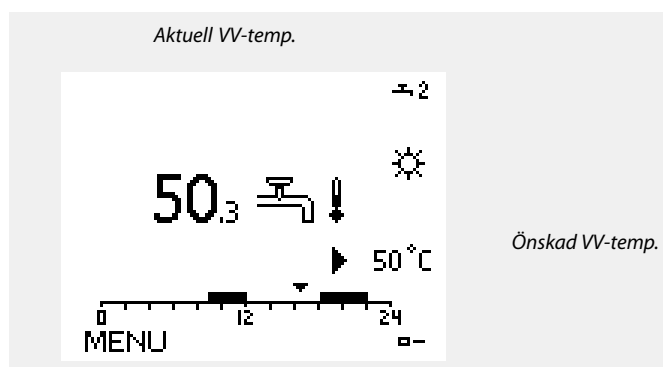 Aktuell VV-temp.
2
50.3
50°C
Önskad VV-temp.
0 12 24
MENU